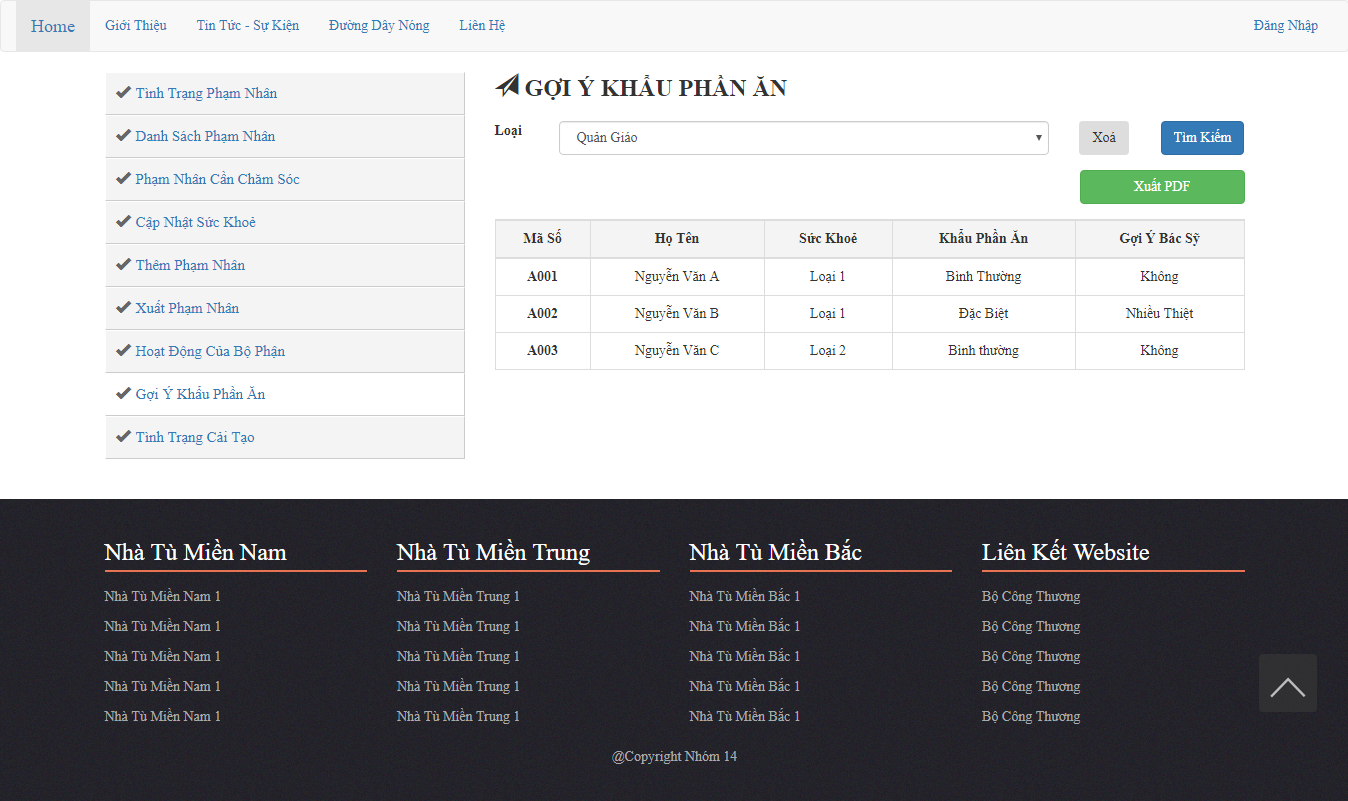 Home Giới Thiệu Tin Tức - Sự Kiện Đường Dây Nóng Liên Hệ Đăng Nhập
Tình Trạng Phạm Nhân
Danh Sách Phạm Nhân
Phạm Nhân Cần Chăm Sóc
Cập Nhật Sức Khoẻ
Thêm Phạm Nhân
Xuất Phạm Nhân
Hoạt Động Của Bộ Phận
Gợi Ý Khẩu Phần Ăn
Tình Trạng Cải Tạo
GỢI Ý KHẨU PHẦN ĂN
Loại Quản Giáo Xoá Tìm Kiếm
Xuất PDF
Mã Số Họ Tên Sức Khoẻ Khẩu Phần Ăn Gợi Ý Bác Sỹ
A001 Nguyễn Văn A Loại 1 Bình Thường Không
A002 Nguyễn Văn B Loại 1 Đặc Biệt Nhiều Thiệt
A003 Nguyễn Văn C Loại 2 Bình thường Không
Nhà Tù Miền Nam Nhà Tù Miền Trung Nhà Tù Miền Bắc Liên Kết Website
Nhà Tù Miền Nam 1 Nhà Tù Miền Trung 1 Nhà Tù Miền Bắc 1 Bộ Công Thương
Nhà Tù Miền Nam 1 Nhà Tù Miền Trung 1 Nhà Tù Miền Bắc 1 Bộ Công Thương
Nhà Tù Miền Nam 1 Nhà Tù Miền Trung 1 Nhà Tù Miền Bắc 1 Bộ Công Thương
Nhà Tù Miền Nam 1 Nhà Tù Miền Trung 1 Nhà Tù Miền Bắc 1 Bộ Công Thương
Nhà Tù Miền Nam 1 Nhà Tù Miền Trung 1 Nhà Tù Miền Bắc 1 Bộ Công Thương
@Copyright Nhóm 14